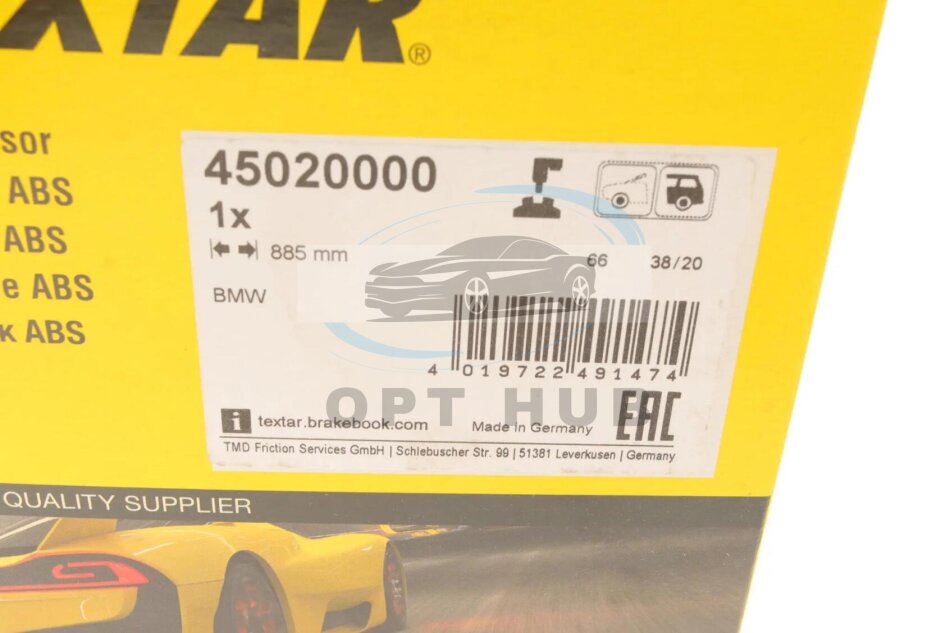 TEXTAR®
sor
ABS
ABS
e ABS
к ABS
45020000
1x
885 mm
BMW
66 38/20
4 019722 491474
OPT HUB
i textar.brakebook.com Made in Germany EAC
TMD Friction Services GmbH | Schlebuscher Str. 99 | 51381 Leverkusen | Germany
QUALITY SUPPLIER